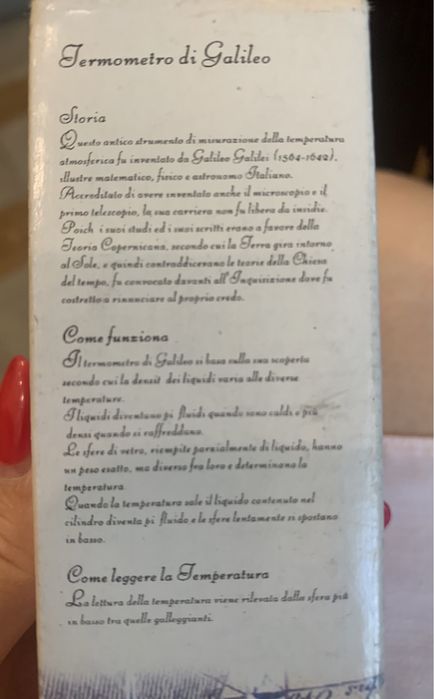 Termometro di Galileo
Storia
Questo antico strumento di misurazione della temperatura
atmosferica fu inventato da Galileo Galilei (1564-1642),
illustre matematico, fisico e astronomo Italiano.
Accreditato di avere inventato anche il microscopio e il
primo telescopio, la sua carriera non fu libera da insidie.
Poich i suoi studi ed i suoi scritti erano a favore della
Teoria Copernicana, secondo cui la Terra gira intorno
al Sole, e quindi contraddicevano le teorie della Chiesa
del tempo, fu convocato davanti all'Inquisizione dove fu
costretto a rinunciare al proprio credo.
Come funziona
Il termometro di Galileo si basa sulla sua scoperta
secondo cui la densit dei liquidi varia alle diverse
temperature.
I liquidi diventano pi fluidi quando sono caldi e più
densi quando si raffreddano.
Le sfere di vetro, riempite parzialmente di liquido, hanno
un peso esatto, ma diverso fra loro e determinano la
temperatura.
Quando la temperatura sale il liquido contenuto nel
cilindro diventa pi fluido e le sfere lentamente si spostano
in basso.
Come leggere la Temperatura
La lettura della temperatura viene rilevata dalla sfera più
in basso tra quelle galleggianti.